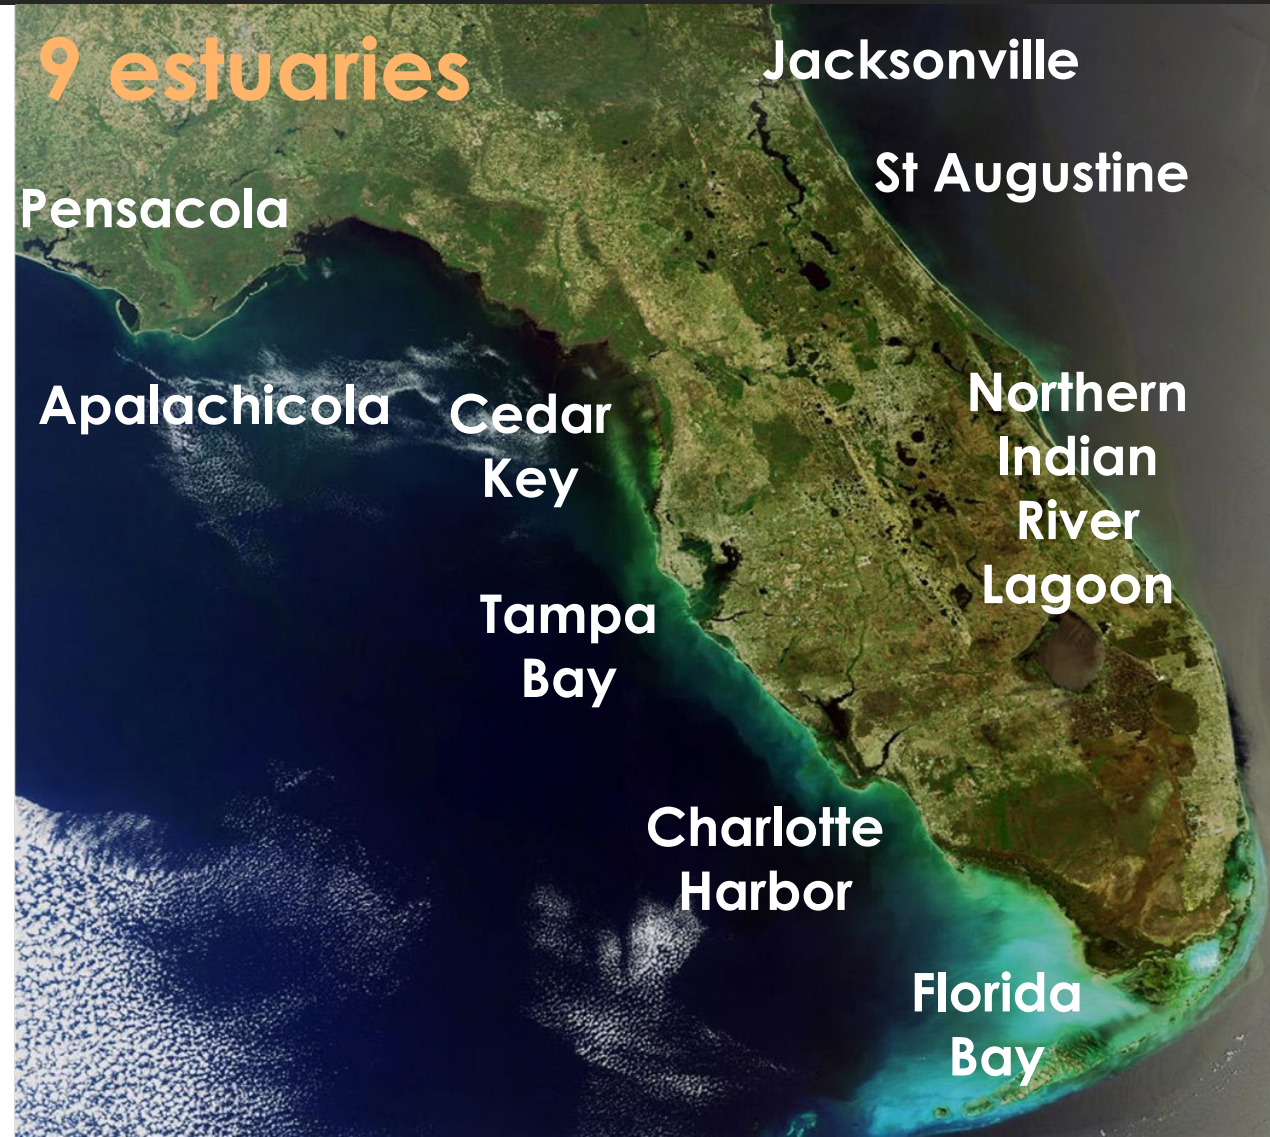 9 estuaries
Jacksonville
St Augustine
Pensacola
Apalachicola
Cedar
Key
Northern
Indian
River
Lagoon
Tampa
Bay
Charlotte
Harbor
Florida
Bay